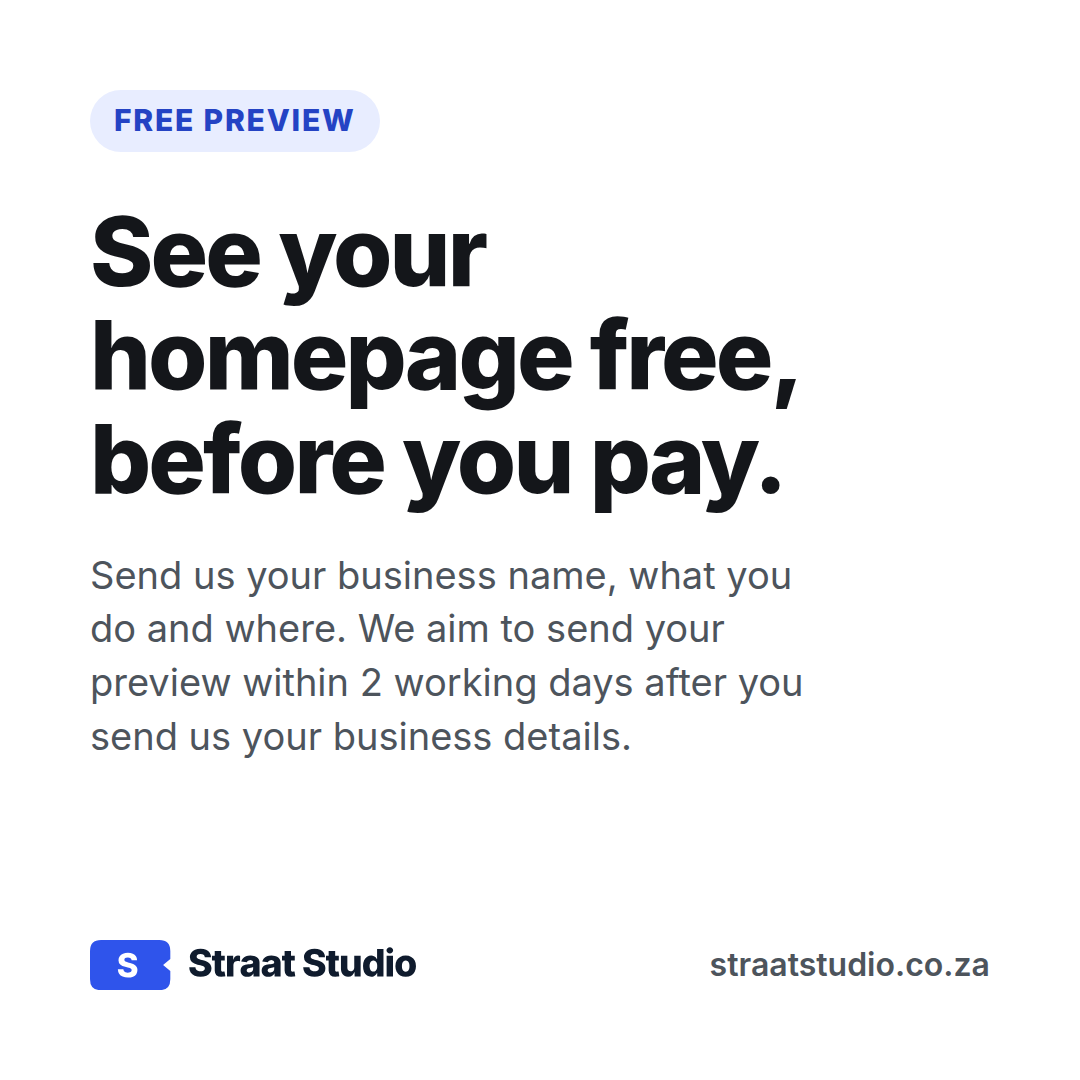 FREE PREVIEW
See your
homepage free,
before you pay.
Send us your business name, what you
do and where. We aim to send your
preview within 2 working days after you
send us your business details.
S Straat Studio
straatstudio.co.za